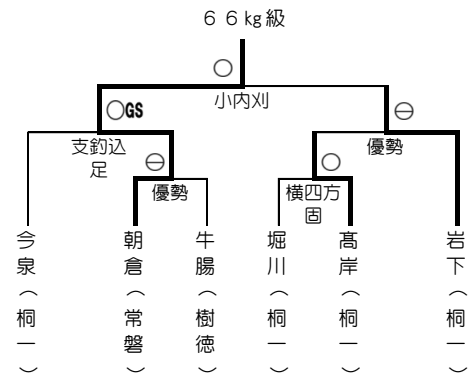 66kg級
○
小内刈
○GS
⊖
支釣込
足
⊖
優勢
○
優勢
横四方
固
今泉(桐一)
朝倉(常磐)
牛腸(樹徳)
堀川(桐一)
髙岸(桐一)
岩下(桐一)